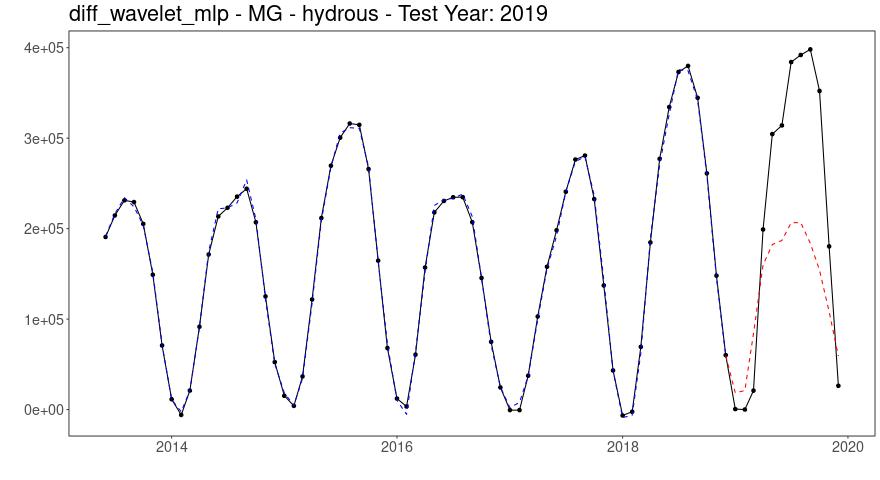 diff_wavelet_mlp - MG - hydrous - Test Year: 2019
4e+05
3e+05
2e+05
1e+05
0e+00
2014 2016 2018 2020